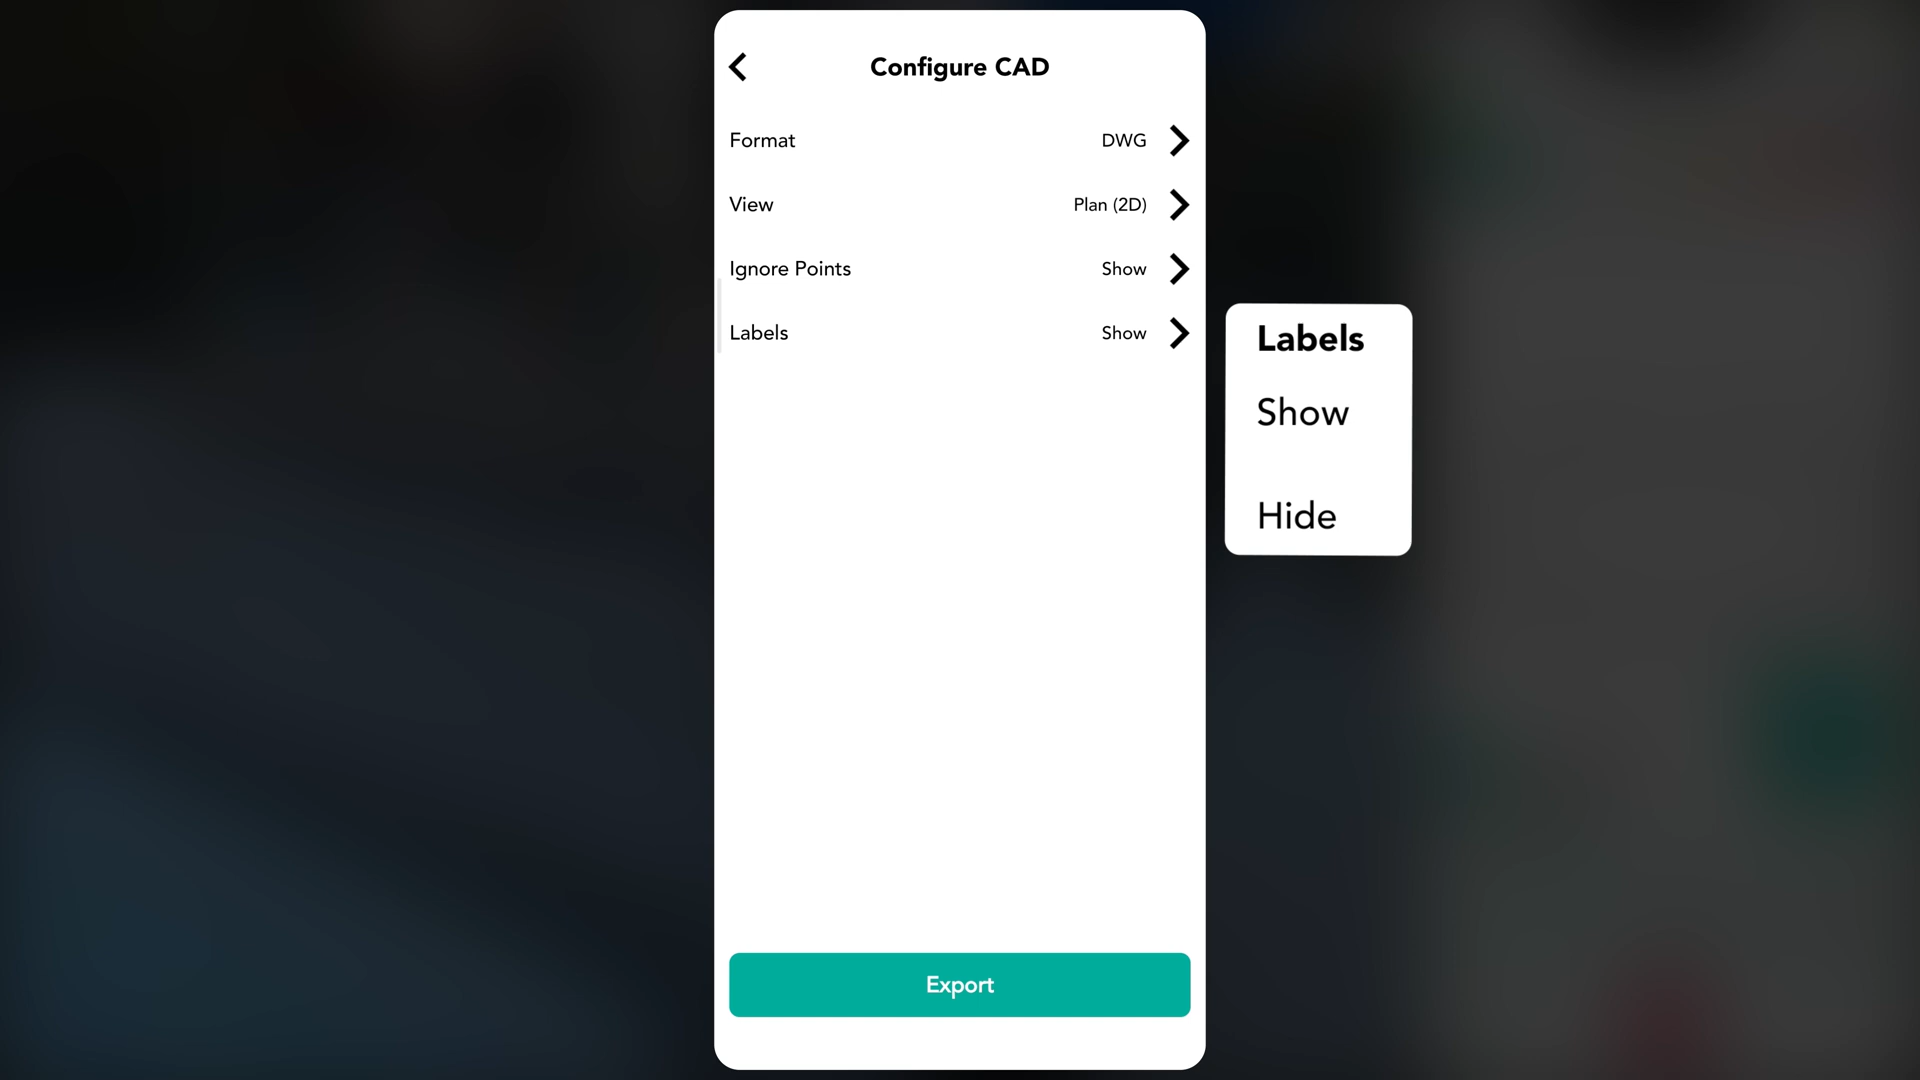 Configure CAD
Format DWG
View Plan (2D)
Ignore Points Show
Labels Show
Export
Labels
Show
Hide